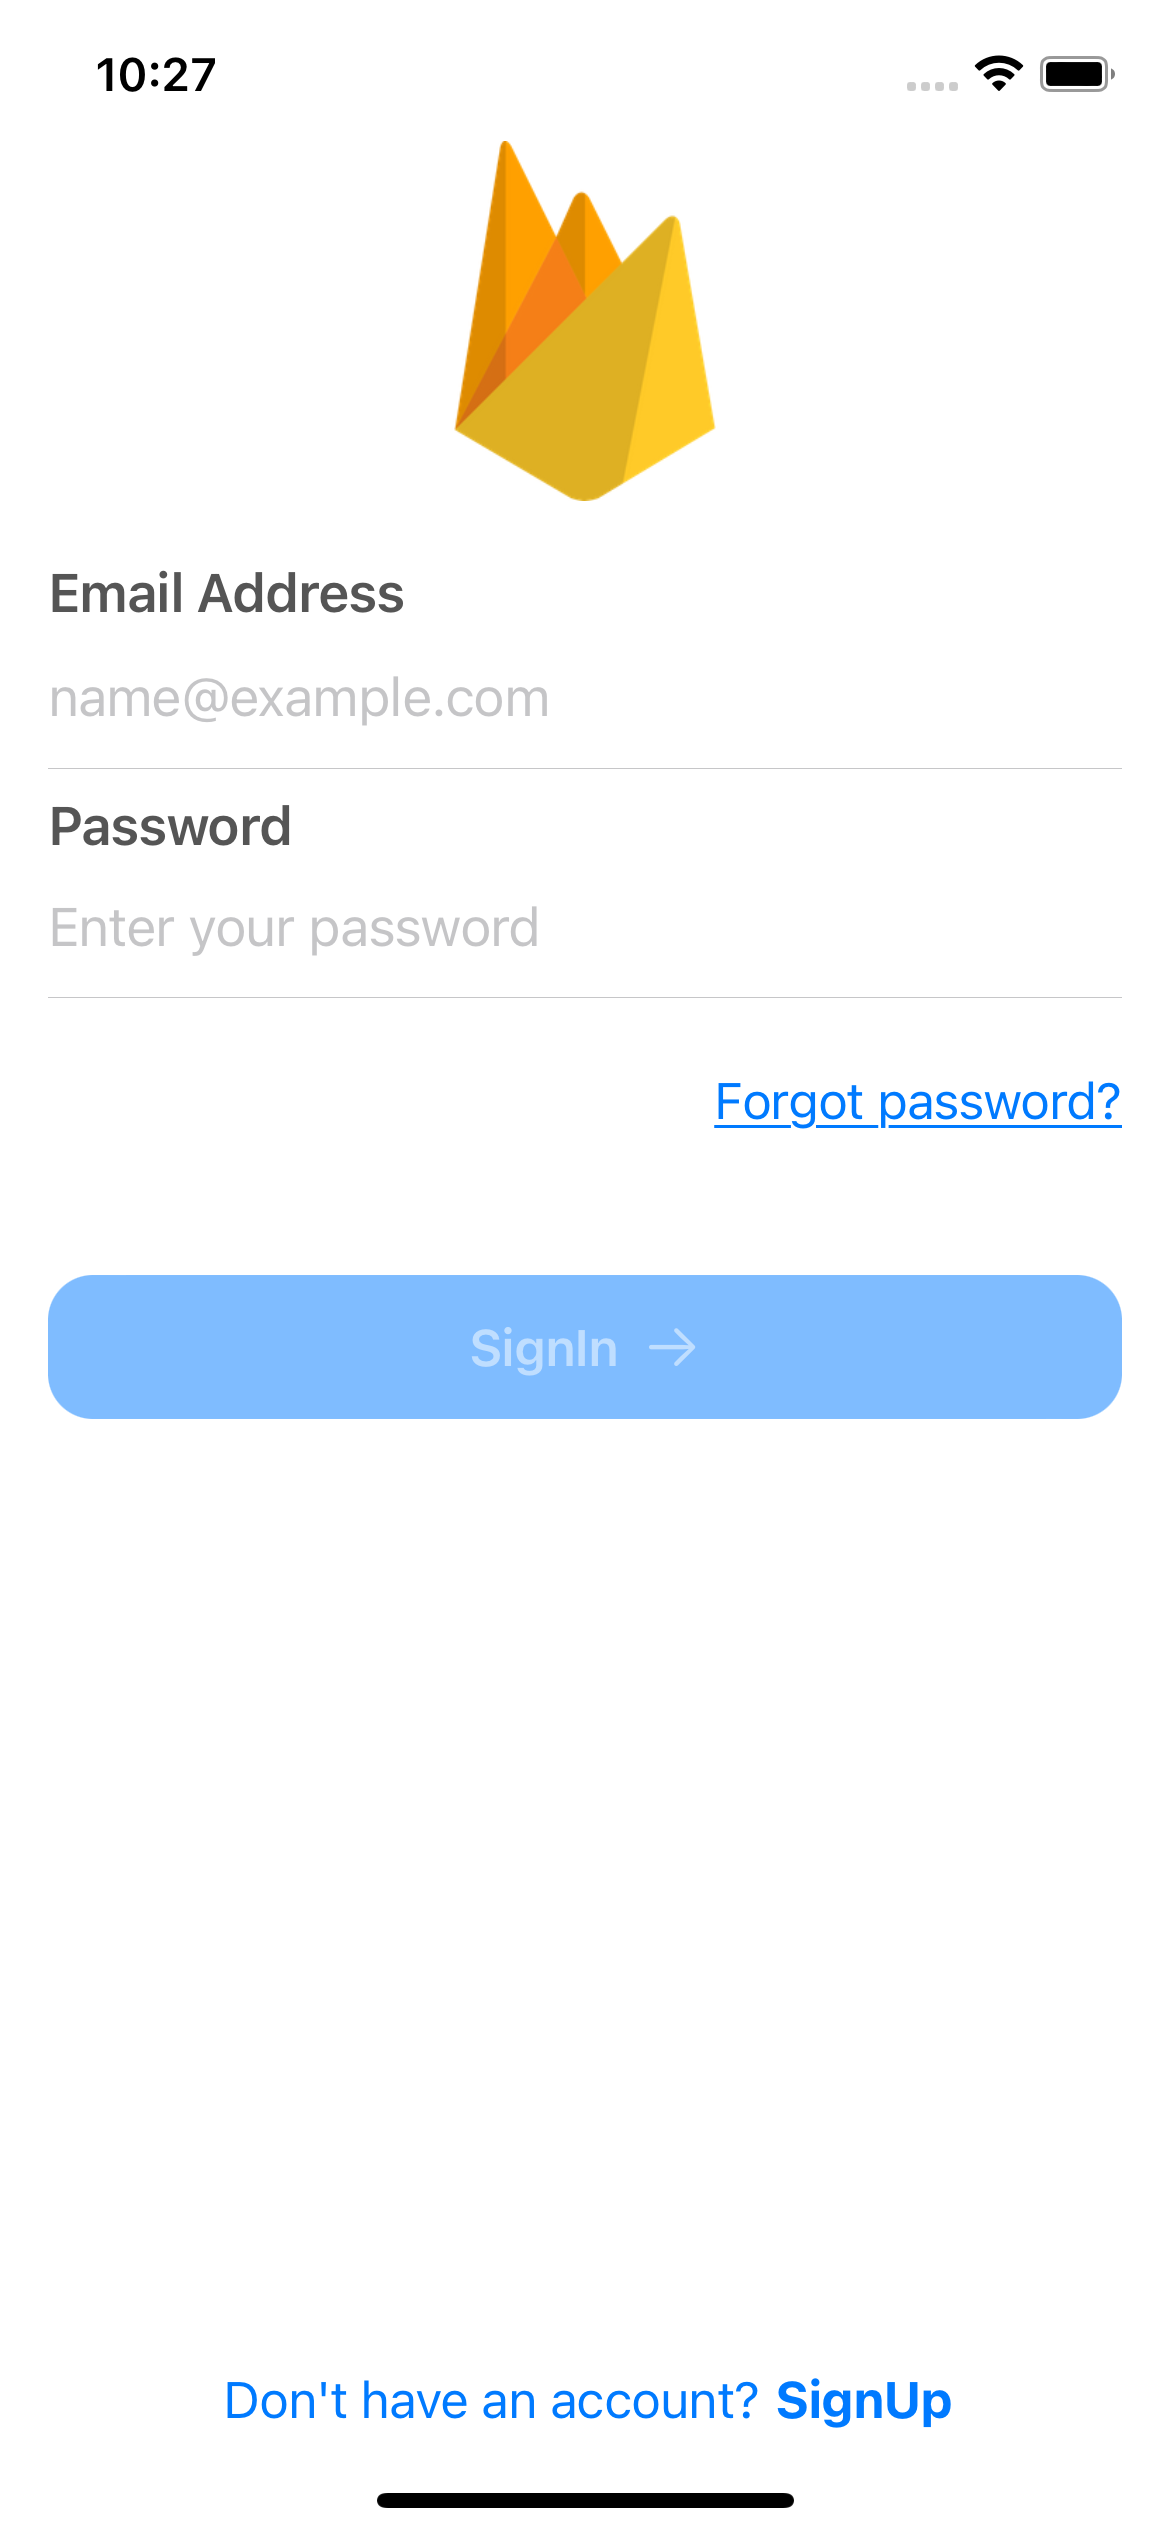 10:27
Email Address
name@example.com
Password
Enter your password
Forgot password?
SignIn →
Don't have an account? SignUp